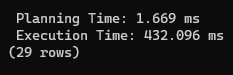 Planning Time: 1.669 ms
Execution Time: 432.096 ms
(29 rows)